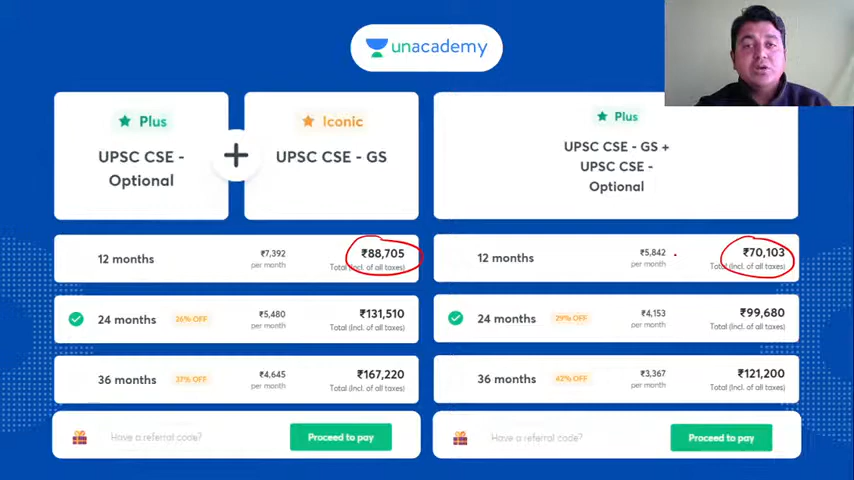 unacademy
Plus
UPSC CSE -
Optional
+
Iconic
UPSC CSE - GS
12 months
₹7,392
per month
₹88,705
Total (Incl. of all taxes)
24 months
26% OFF
₹5,480
per month
₹131,510
Total (Incl. of all taxes)
36 months
37% OFF
₹4,645
per month
₹167,220
Total (Incl. of all taxes)
Have a referral code?
Proceed to pay
Plus
UPSC CSE - GS +
UPSC CSE -
Optional
12 months
₹5,842
per month
₹70,103
Total (Incl. of all taxes)
24 months
29% OFF
₹4,153
per month
₹99,680
Total (Incl. of all taxes)
36 months
42% OFF
₹3,367
per month
₹121,200
Total (Incl. of all taxes)
Have a referral code?
Proceed to pay